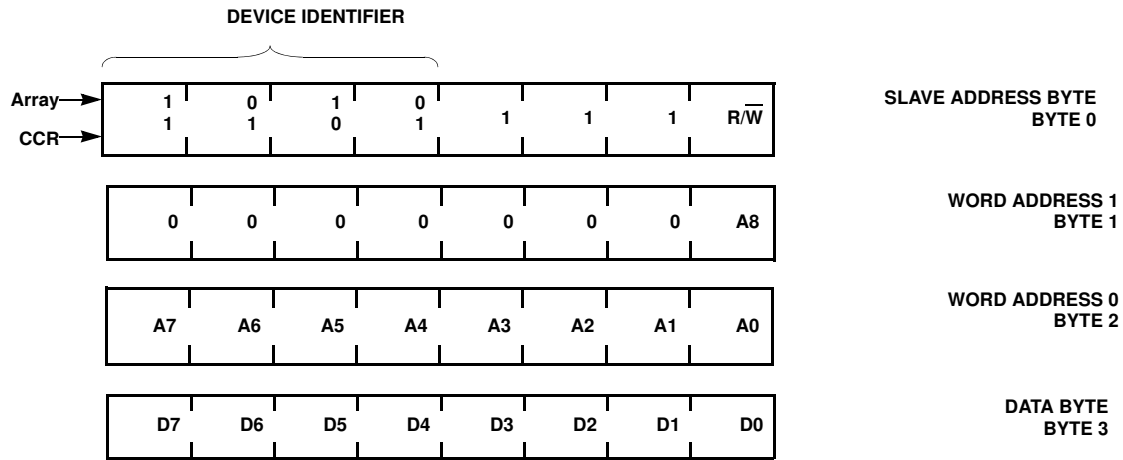 DEVICE IDENTIFIER
Array 1 0 1 0
CCR 1 1 0 1 1 1 1 R/W̅
SLAVE ADDRESS BYTE
BYTE 0
0 0 0 0 0 0 0 A8
WORD ADDRESS 1
BYTE 1
A7 A6 A5 A4 A3 A2 A1 A0
WORD ADDRESS 0
BYTE 2
D7 D6 D5 D4 D3 D2 D1 D0
DATA BYTE
BYTE 3